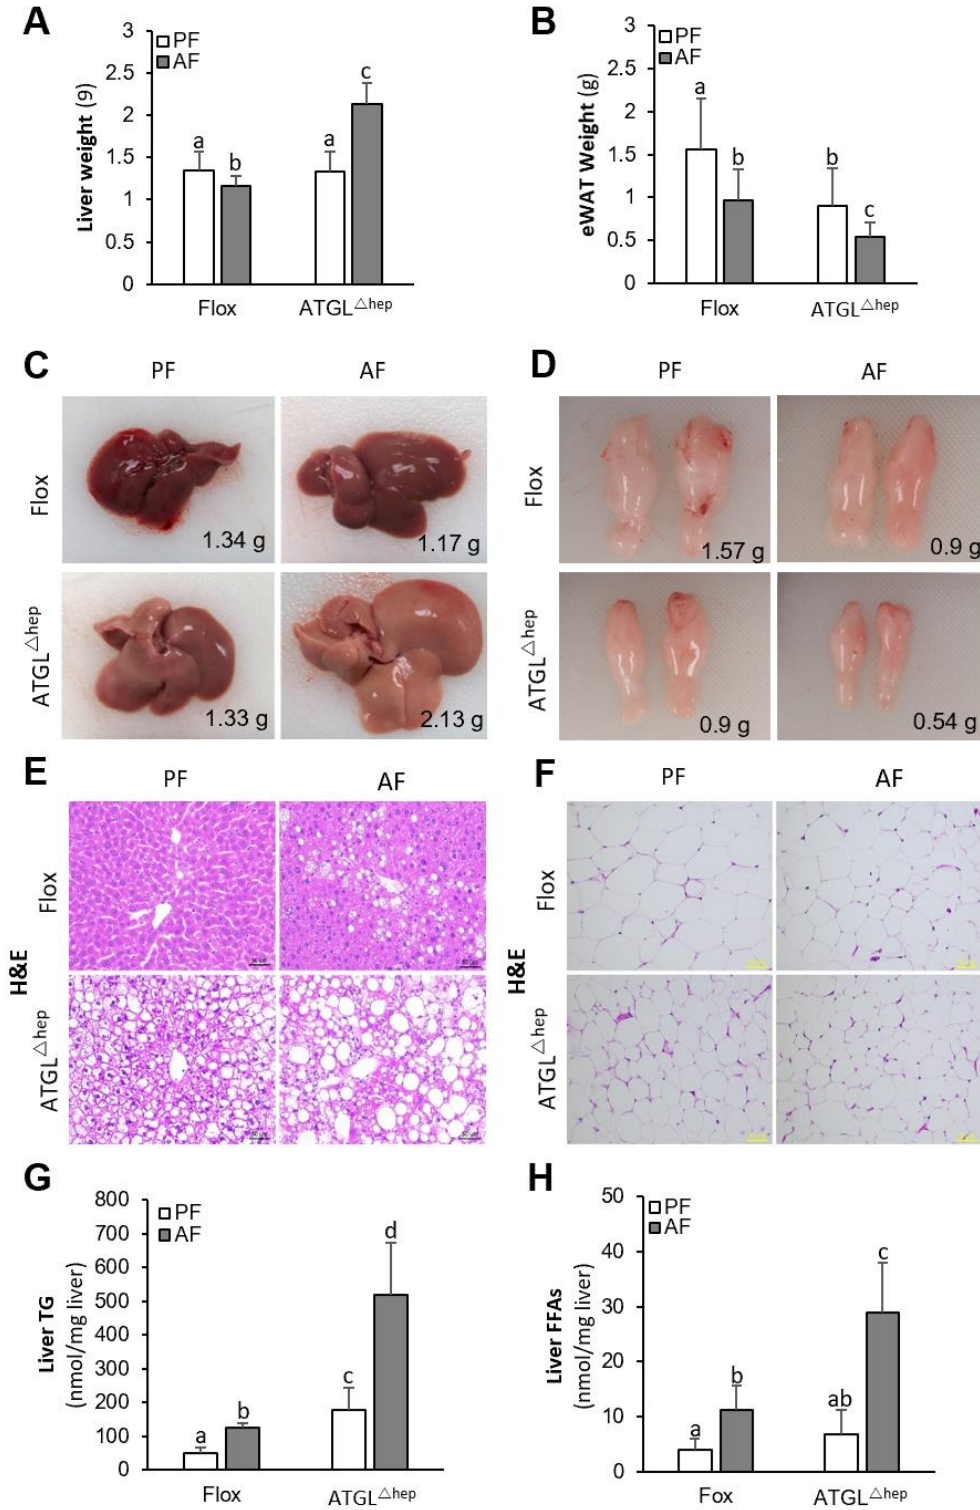 A
3
2.5
2
1.5
1
0.5
0
Liver weight (9)
PF
AF
a
b
a
c
Flox
ATGL△hep
B
3
2.5
2
1.5
1
0.5
0
eWAT Weight (g)
PF
AF
a
b
b
c
Flox
ATGL△hep
C
PF
AF
Flox
1.34 g
1.17 g
ATGL△hep
1.33 g
2.13 g
D
PF
AF
Flox
1.57 g
0.9 g
ATGL△hep
0.9 g
0.54 g
E
PF
AF
H&E
Flox
ATGL△hep
F
PF
AF
H&E
Flox
ATGL△hep
G
800
700
600
500
400
300
200
100
0
Liver TG
(nmol/mg liver)
PF
AF
a
b
c
d
Flox
ATGL△hep
H
50
40
30
20
10
0
Liver FFAs
(nmol/mg liver)
PF
AF
a
b
ab
c
Fox
ATGL△hep